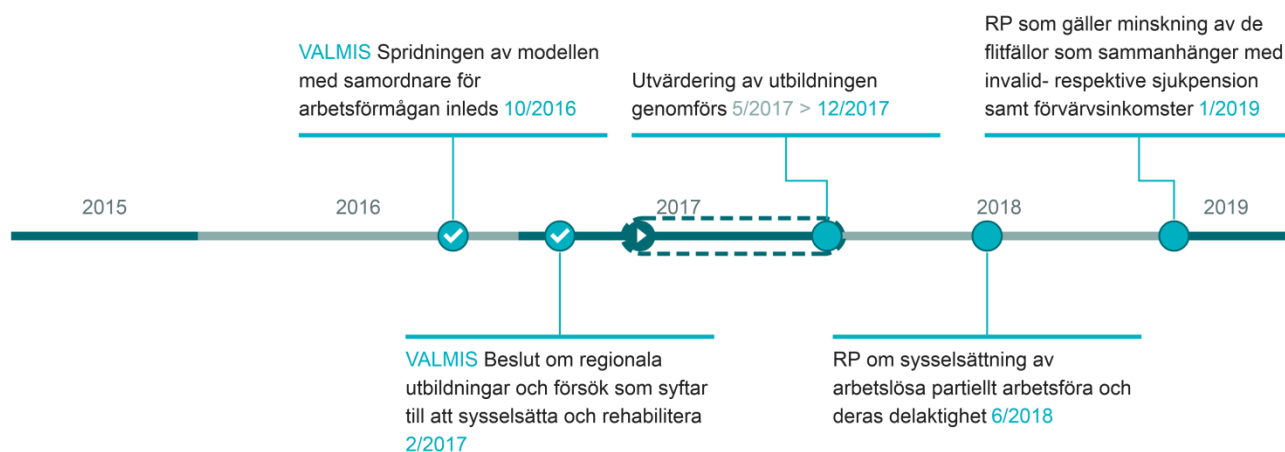 VALMIS Spridningen av modellen
med samordnare för
arbetsförmågan inleds 10/2016
Utvärdering av utbildningen
genomförs 5/2017 > 12/2017
RP som gäller minskning av de
flitfällor som sammanhänger med
invalid- respektive sjukpension
samt förvärvsinkomster 1/2019
2015
2016
2017
2018
2019
VALMIS Beslut om regionala
utbildningar och försök som syftar
till att sysselsätta och rehabilitera
2/2017
RP om sysselsättning av
arbetslösa partiellt arbetsföra och
deras delaktighet 6/2018